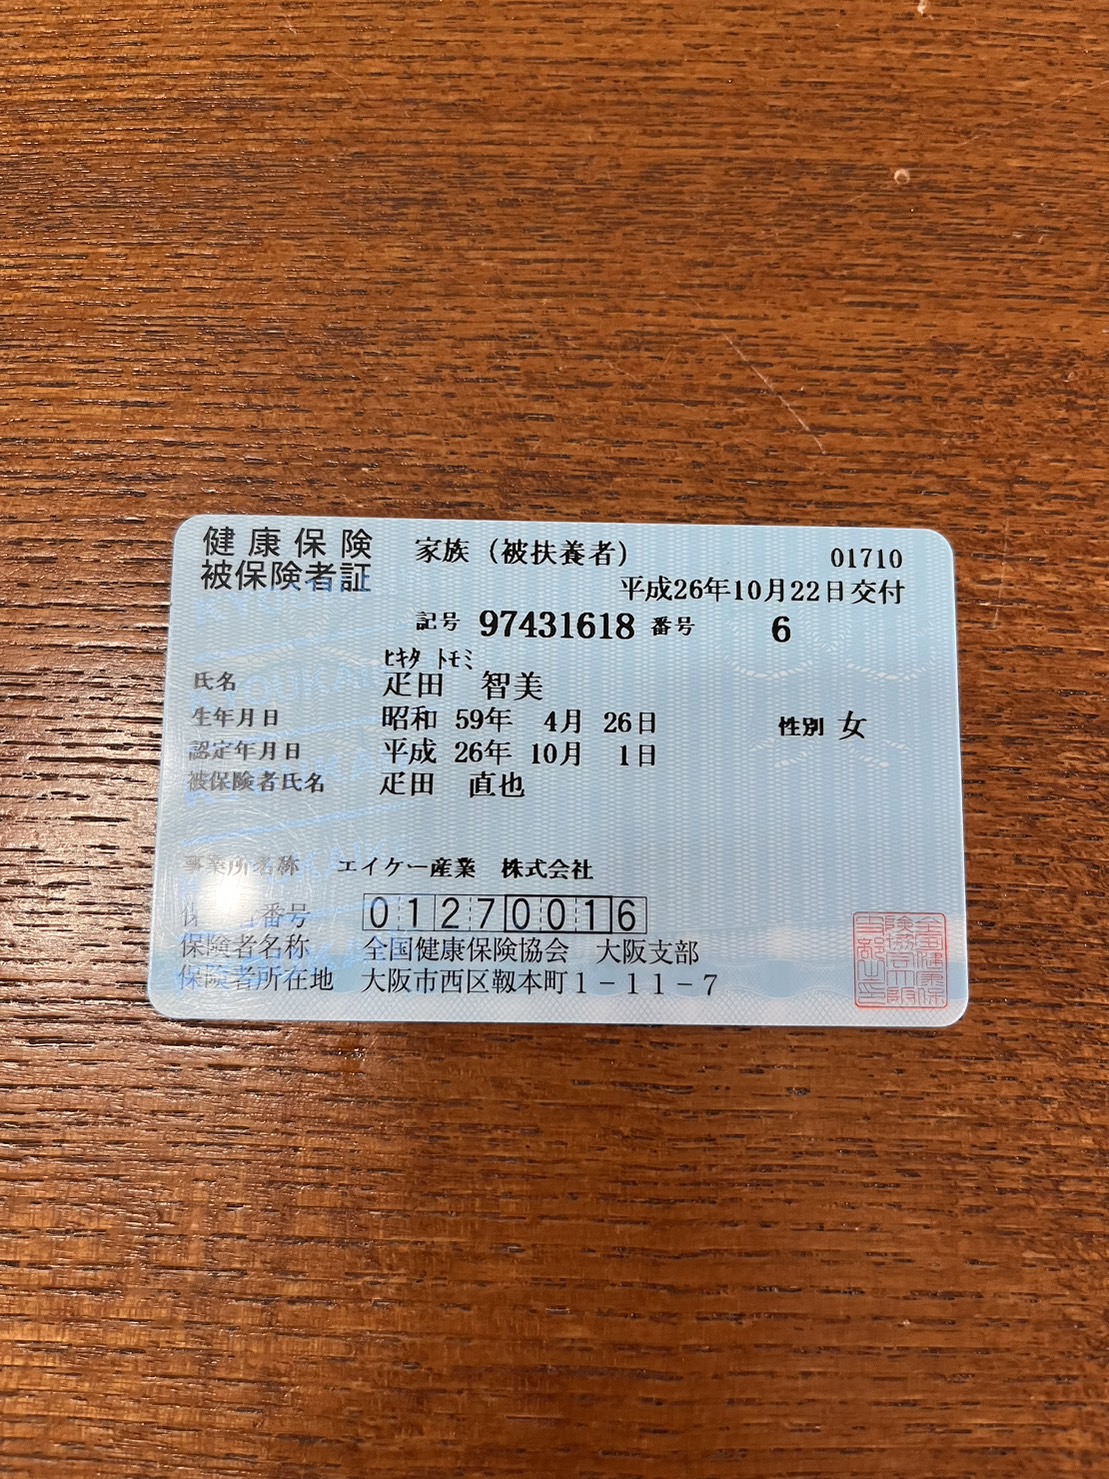 健康保険 家族（被扶養者） 01710
被保険者証 平成26年10月22日交付
記号 97431618 番号 6
ﾋｷﾀ ﾄﾓﾐ
氏名 疋田 智美
生年月日 昭和 59年 4月 26日 性別 女
認定年月日 平成 26年 10月 1日
被保険者氏名 疋田 直也
事業所名称 エイケー産業 株式会社
保険者番号 01270016
保険者名称 全国健康保険協会 大阪支部
保険者所在地 大阪市西区靱本町1-11-7